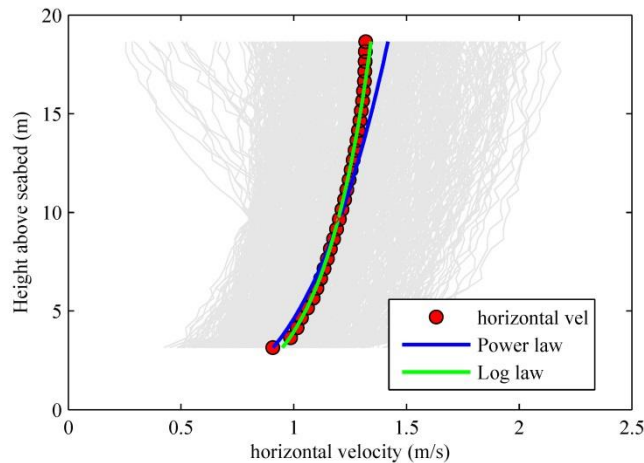 20
15
10
5
0
Height above seabed (m)
horizontal vel
Power law
Log law
0 0.5 1 1.5 2 2.5
horizontal velocity (m/s)